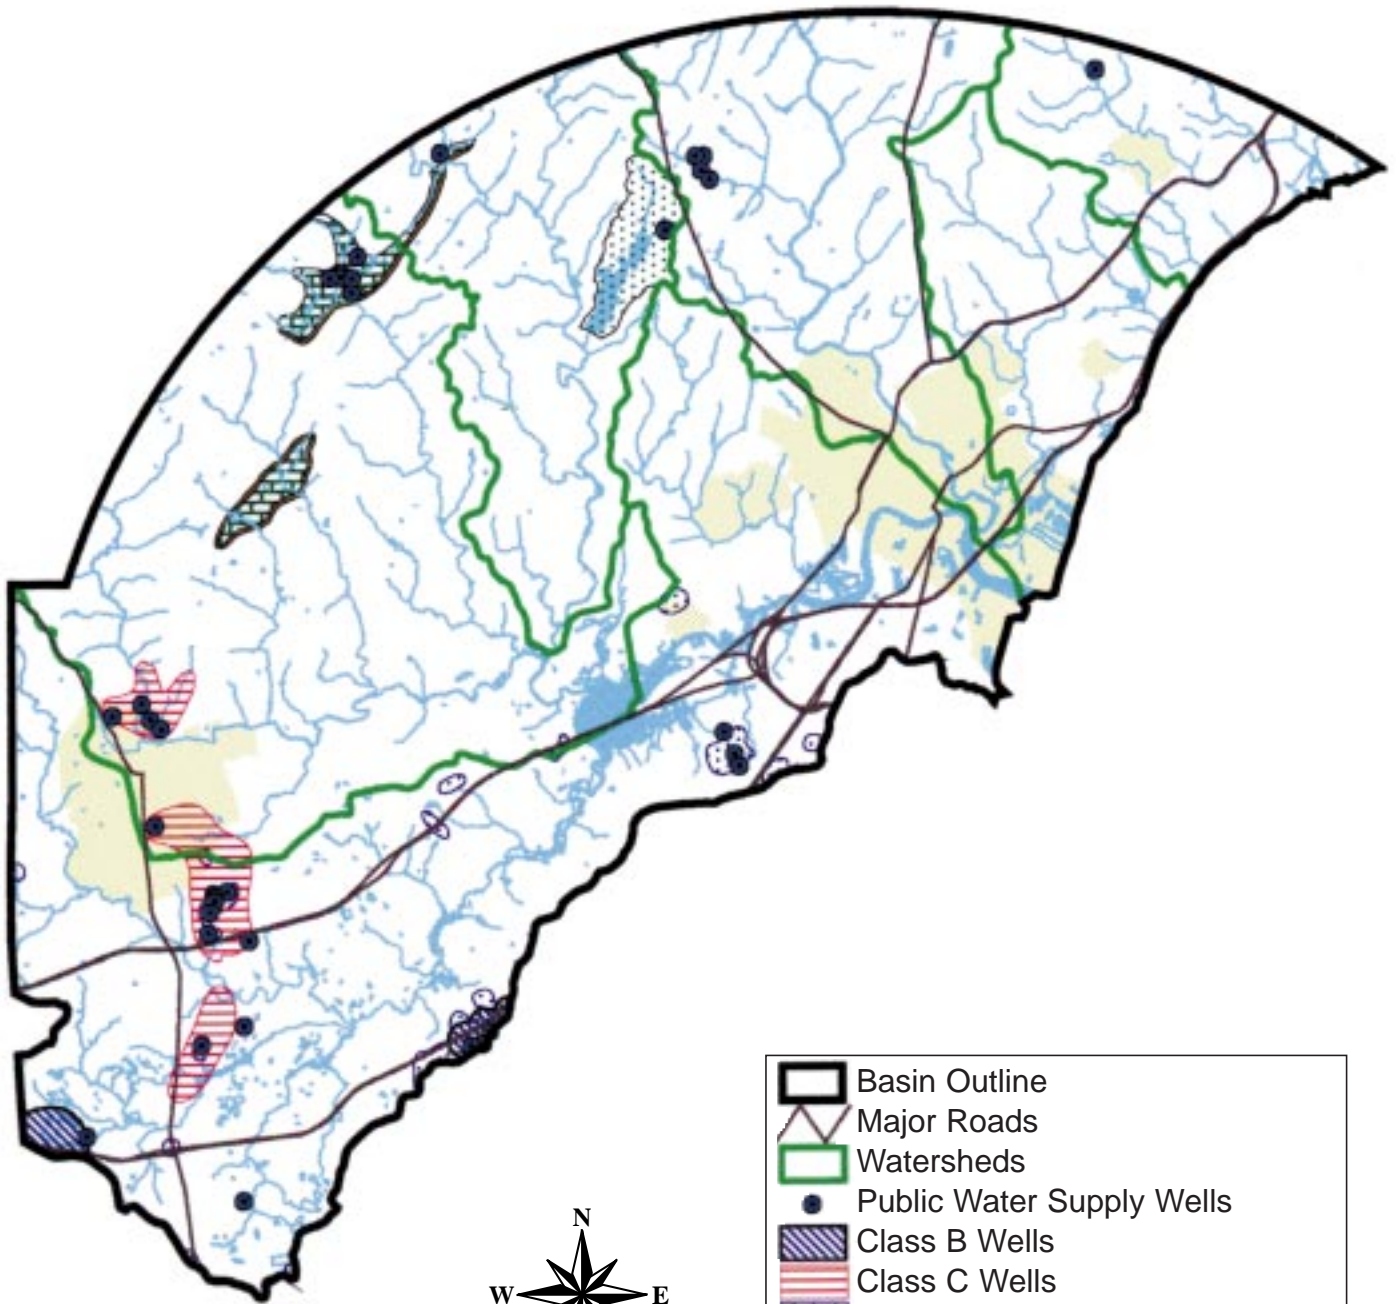 Basin Outline
Major Roads
Watersheds
Public Water Supply Wells
Class B Wells
Class C Wells
N
W E